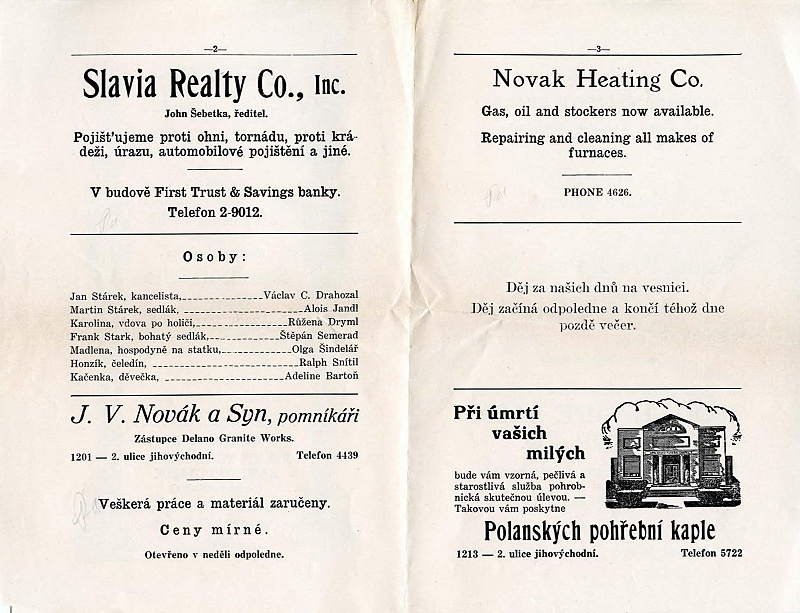 —2—
Slavia Realty Co., Inc.
John Šebetka, ředitel.
Pojišt'ujeme proti ohni, tornádu, proti krá-
deži, úrazu, automobilové pojištění a jiné.
V budově First Trust & Savings banky.
Telefon 2-9012.
Osoby:
Jan Stárek, kancelista, Václav C. Drahozal
Martin Stárek, sedlák, Alois Jandl
Karolina, vdova po holiči, Růžena Dryml
Frank Stark, bohatý sedlák, Štěpán Semerad
Madlena, hospodyně na statku, Olga Šindelář
Honzík, čeledín, Ralph Snítil
Kačenka, děvečka, Adeline Bartoň
J. V. Novák a Syn, pomníkáři
Zástupce Delano Granite Works.
1201 — 2. ulice jihovýchodní. Telefon 4439
Veškerá práce a materiál zaručeny.
Ceny mírné.
Otevřeno v neděli odpoledne.
—3—
Novak Heating Co.
Gas, oil and stockers now available.
Repairing and cleaning all makes of
furnaces.
PHONE 4626.
Děj za našich dnů na vesnici.
Děj začíná odpoledne a končí téhož dne
pozdě večer.
Při úmrtí
vašich
milých
bude vám vzorná, pečlivá a
starostlivá služba pohrob-
nická skutečnou úlevou. —
Takovou vám poskytne
Polanských pohřební kaple
1213 — 2. ulice jihovýchodní. Telefon 5722